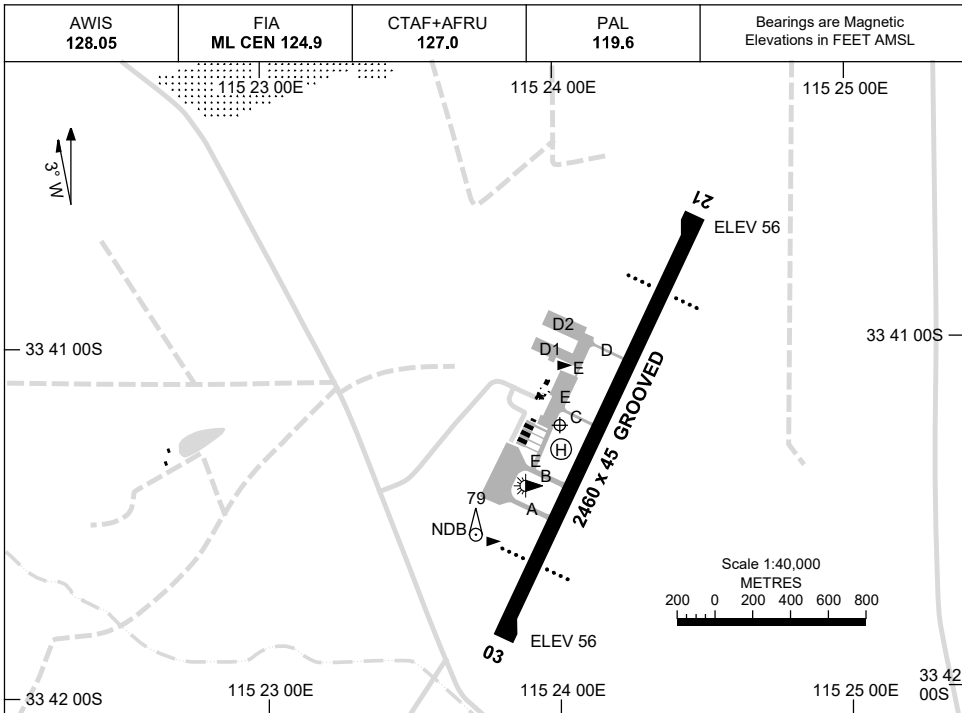 AWIS
128.05
FIA
ML CEN 124.9
CTAF+AFRU
127.0
PAL
119.6
Bearings are Magnetic
Elevations in FEET AMSL
115 23 00E
115 24 00E
115 25 00E
3° W
21
ELEV 56
33 41 00S
33 41 00S
D2
D1
D
E
E
C
H
E
B
A
2460 x 45 GROOVED
79
NDB
Scale 1:40,000
METRES
200 0 200 400 600 800
ELEV 56
03
33 42 00S
115 23 00E
115 24 00E
115 25 00E
33 42
00S